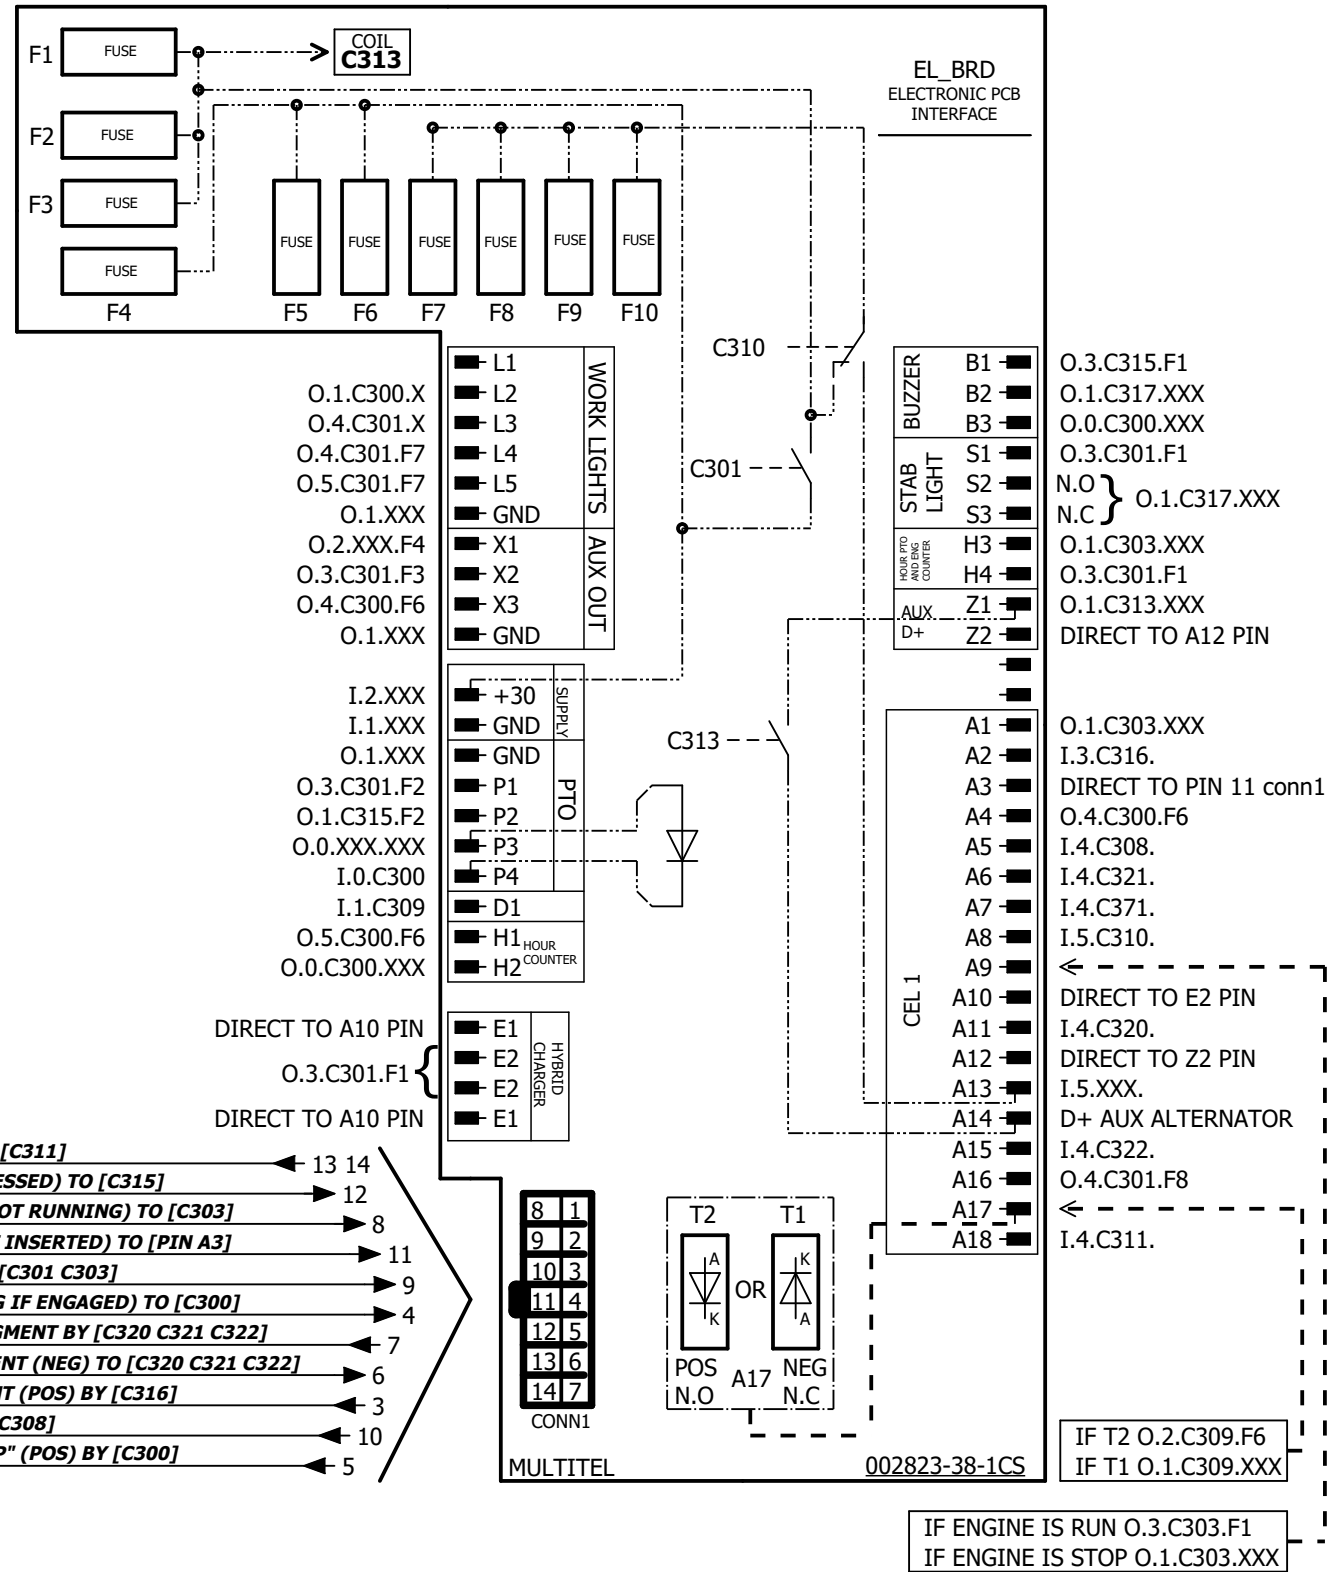 F1 FUSE
COIL
C313
F2 FUSE
F3 FUSE
FUSE
F4
FUSE FUSE FUSE FUSE FUSE FUSE
F5 F6 F7 F8 F9 F10
EL_BRD
ELECTRONIC PCB
INTERFACE
C310
C301
C313
WORK LIGHTS
L1
O.1.C300.X L2
O.4.C301.X L3
O.4.C301.F7 L4
O.5.C301.F7 L5
O.1.XXX GND
AUX OUT
O.2.XXX.F4 X1
O.3.C301.F3 X2
O.4.C300.F6 X3
O.1.XXX GND
SUPPLY
I.2.XXX +30
I.1.XXX GND
PTO
O.1.XXX GND
O.3.C301.F2 P1
O.1.C315.F2 P2
O.0.XXX.XXX P3
I.0.C300 P4
I.1.C309 D1
O.5.C300.F6 H1
O.0.C300.XXX H2
HOUR
COUNTER
HYBRID
CHARGER
DIRECT TO A10 PIN E1
E2
O.3.C301.F1
E2
DIRECT TO A10 PIN E1
BUZZER
B1 O.3.C315.F1
B2 O.1.C317.XXX
B3 O.0.C300.XXX
STAB
LIGHT
S1 O.3.C301.F1
S2 N.O
S3 N.C
} O.1.C317.XXX
HOUR PTO
AND ENG
COUNTER
H3 O.1.C303.XXX
H4 O.3.C301.F1
AUX
D+
Z1 O.1.C313.XXX
Z2 DIRECT TO A12 PIN
CEL 1
A1 O.1.C303.XXX
A2 I.3.C316.
A3 DIRECT TO PIN 11 conn1
A4 O.4.C300.F6
A5 I.4.C308.
A6 I.4.C321.
A7 I.4.C371.
A8 I.5.C310.
A9
A10 DIRECT TO E2 PIN
A11 I.4.C320.
A12 DIRECT TO Z2 PIN
A13 I.5.XXX.
A14 D+ AUX ALTERNATOR
A15 I.4.C322.
A16 O.4.C301.F8
A17
A18 I.4.C311.
[C311] 13 14
ESSED) TO [C315] 12
OT RUNNING) TO [C303] 8
INSERTED) TO [PIN A3] 11
[C301 C303] 9
G IF ENGAGED) TO [C300] 4
GMENT BY [C320 C321 C322] 7
ENT (NEG) TO [C320 C321 C322] 6
NT (POS) BY [C316] 3
C308] 10
P" (POS) BY [C300] 5
8 1
9 2
10 3
11 4
12 5
13 6
14 7
CONN1
T2 T1
A K
OR
K A
POS A17 NEG
N.O N.C
MULTITEL
002823-38-1CS
IF T2 O.2.C309.F6
IF T1 O.1.C309.XXX
IF ENGINE IS RUN O.3.C303.F1
IF ENGINE IS STOP O.1.C303.XXX